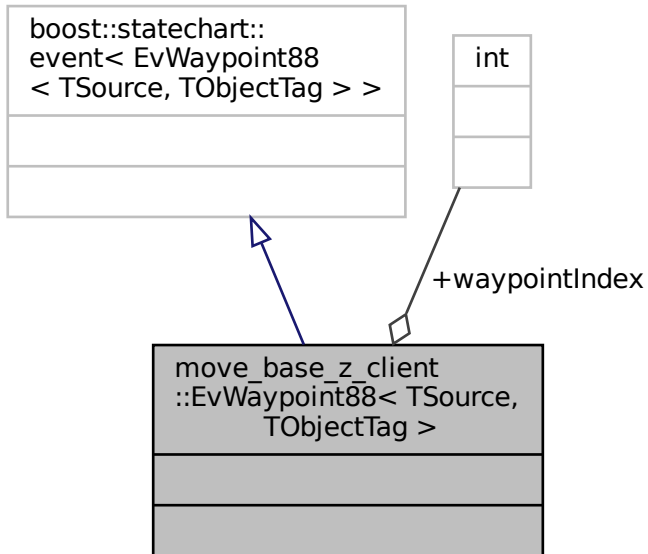 boost::statechart::
event< EvWaypoint88
< TSource, TObjectTag > >
int
+waypointIndex
move_base_z_client
::EvWaypoint88< TSource,
TObjectTag >